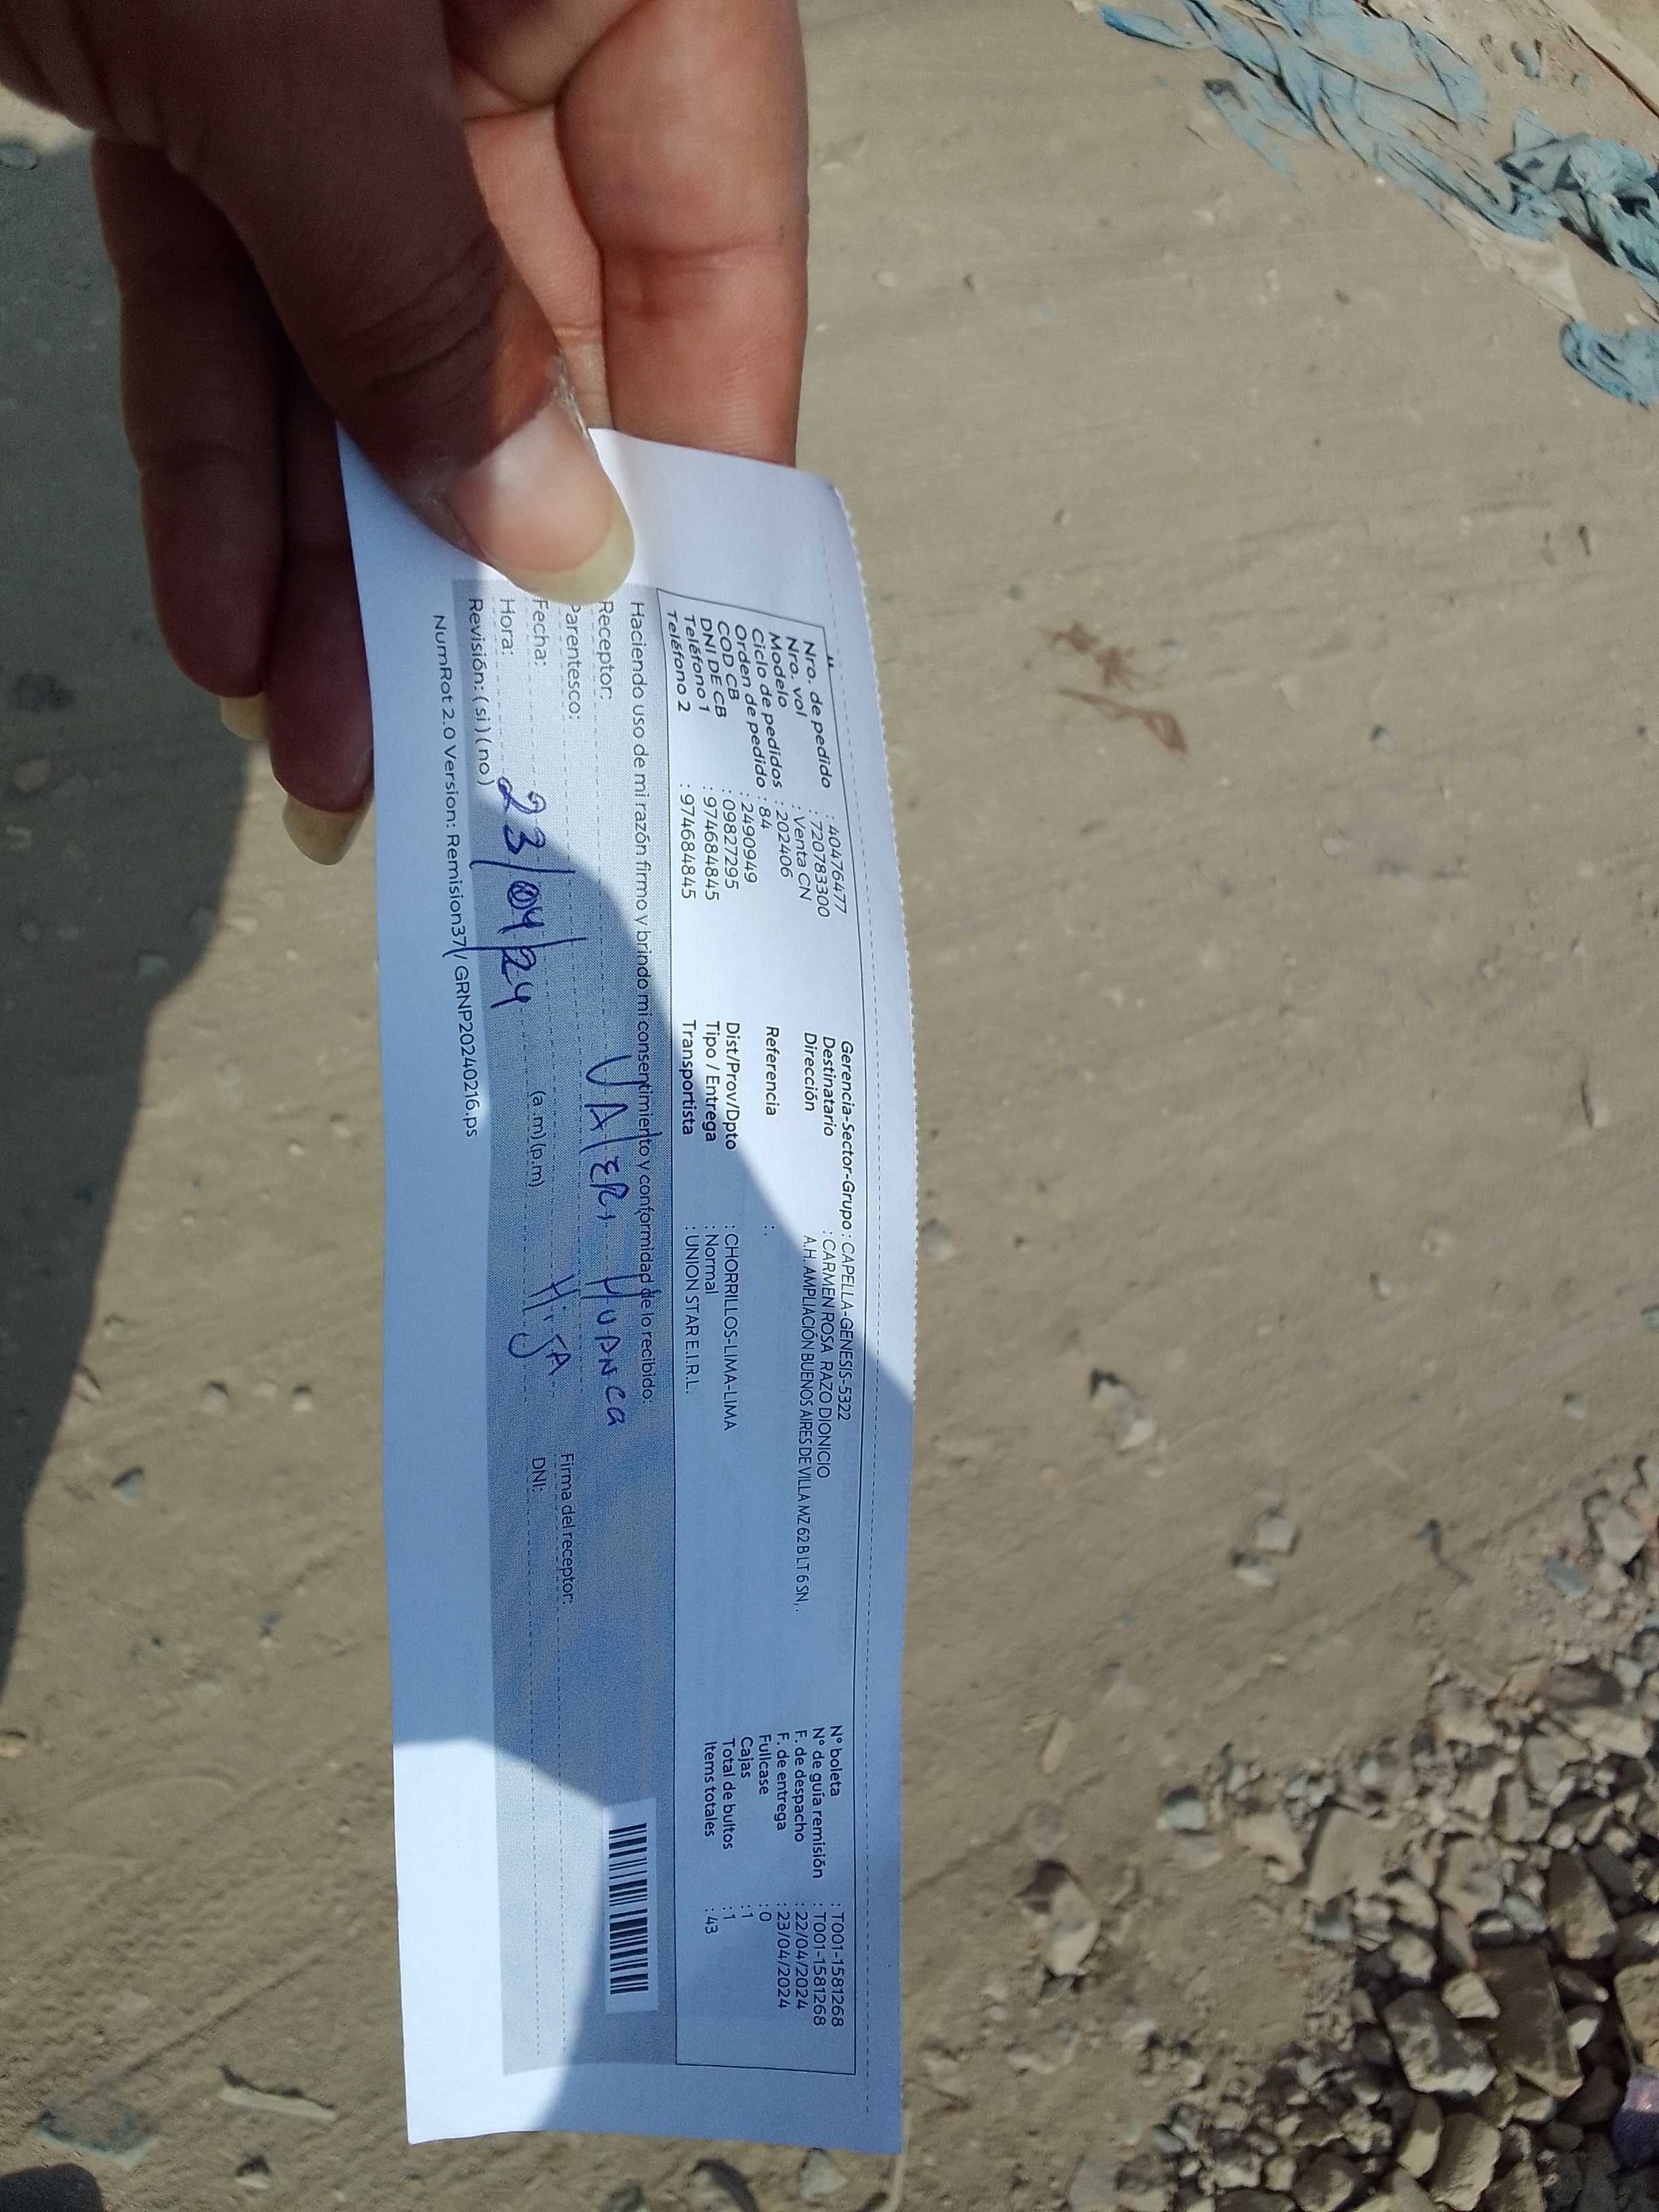 Nro. de pedido : 40476477
Nro. vol : 720783300
Modelo : Venta CN
Ciclo de pedidos : 202406
Orden de pedido : 84
COD CB : 2490949
DNI DE CB : 09827295
Teléfono 1 : 974684845
Teléfono 2 : 974684845
Gerencia-Sector-Grupo : CAPELLA-GENESIS-5322
Destinatario : CARMEN ROSA RAZO DIONICIO
Dirección A.H. AMPLIACIÓN BUENOS AIRES DE VILLA MZ 62 B LT 6 SN, .
Referencia : .
Dist/Prov/Dpto : CHORRILLOS-LIMA-LIMA
Tipo / Entrega : Normal
Transportista : UNION STAR E.I.R.L.
N° boleta : T001-1581268
N° de guía remisión : T001-1581268
F. de despacho : 22/04/2024
F. de entrega : 23/04/2024
Fullcase : 0
Cajas : 1
Total de bultos : 1
Items totales : 43
Haciendo uso de mi razón firmo y brindo mi consentimiento y conformidad de lo recibido:
Receptor: VAlERi HUANCa
Parentesco: HiJA
Fecha: 23/04/24
Hora: (a.m) (p.m)
Revisión: ( si ) ( no )
Firma del receptor:
DNI:
NumRot 2.0 Version: Remision37 / GRNP20240216.ps